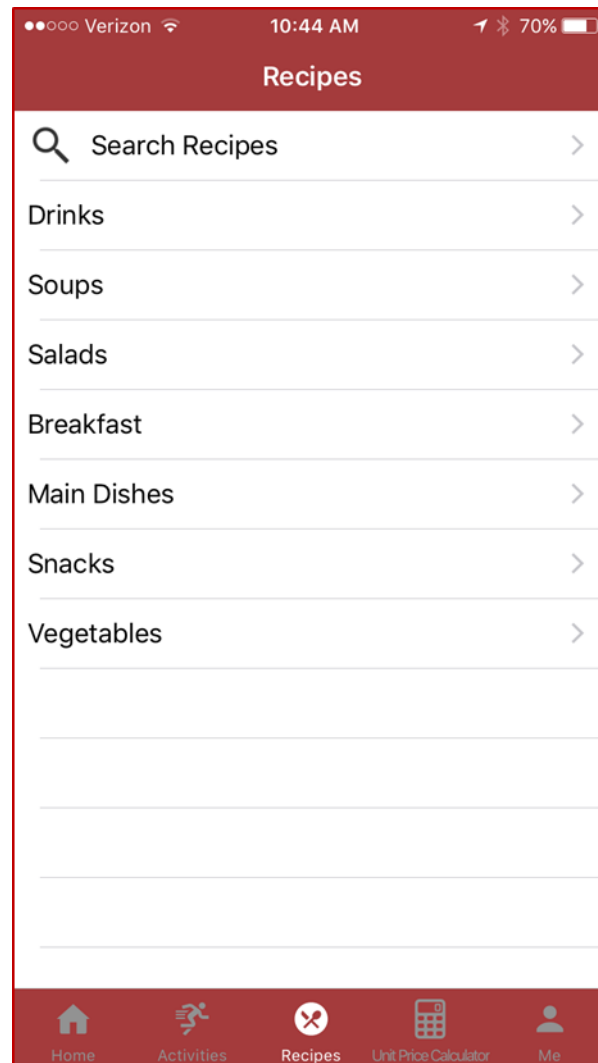 Verizon 10:44 AM 70%
Recipes
Search Recipes
Drinks
Soups
Salads
Breakfast
Main Dishes
Snacks
Vegetables
Home Activities Recipes Unit Price Calculator Me